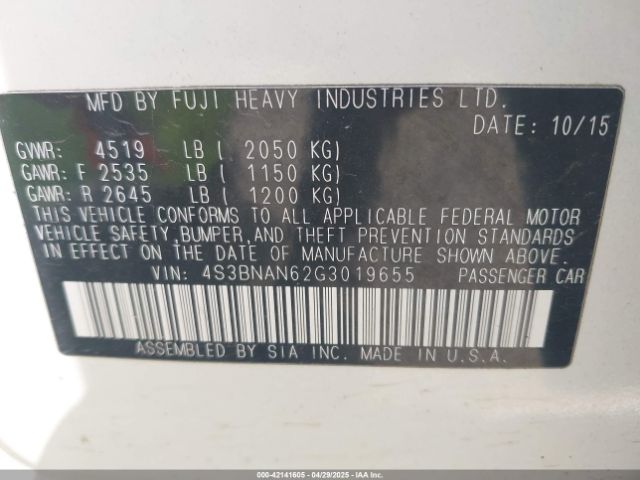 MFD BY FUJI HEAVY INDUSTRIES LTD.
DATE: 10/15
GVWR: 4519 LB ( 2050 KG)
GAWR: F 2535 LB ( 1150 KG)
GAWR: R 2645 LB ( 1200 KG)
THIS VEHICLE CONFORMS TO ALL APPLICABLE FEDERAL MOTOR
VEHICLE SAFETY, BUMPER, AND THEFT PREVENTION STANDARDS
IN EFFECT ON THE DATE OF MANUFACTURE SHOWN ABOVE.
VIN: 4S3BNAN62G3019655 PASSENGER CAR
ASSEMBLED BY SIA INC. MADE IN U.S.A.
000-42141605 - 04/29/2025 - IAAI.COM